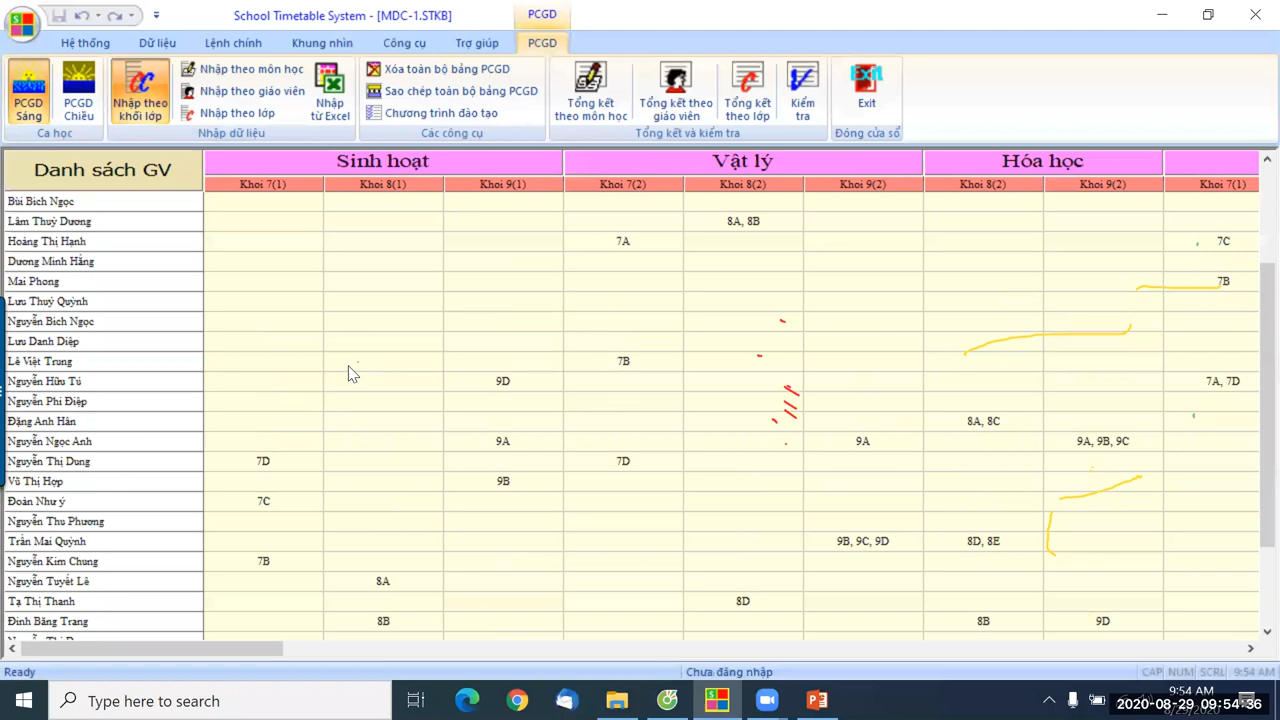 PCGD
School Timetable System - [MDC-1.STKB]
Hệ thống Dữ liệu Lệnh chính Khung nhìn Công cụ Trợ giúp PCGD
PCGD Sáng
PCGD Chiều
Ca học
Nhập theo khối lớp
Nhập theo môn học
Nhập theo giáo viên
Nhập theo lớp
Nhập từ Excel
Nhập dữ liệu
Xóa toàn bộ bảng PCGD
Sao chép toàn bộ bảng PCGD
Chương trình đào tạo
Các công cụ
Tổng kết theo môn học
Tổng kết theo giáo viên
Tổng kết theo lớp
Kiểm tra
Tổng kết và kiểm tra
Exit
Đóng cửa sổ
Danh sách GV Sinh hoạt Vật lý Hóa học
Khoi 7(1) Khoi 8(1) Khoi 9(1) Khoi 7(2) Khoi 8(2) Khoi 9(2) Khoi 8(2) Khoi 9(2) Khoi 7(1)
Bùi Bich Ngọc
Lâm Thuỳ Dương 8A, 8B
Hoàng Thị Hạnh 7A 7C
Dương Minh Hằng
Mai Phong 7B
Lưu Thuỳ Quỳnh
Nguyễn Bich Ngọc
Lưu Danh Diệp
Lê Việt Trung 7B
Nguyễn Hữu Tú 9D 7A, 7D
Nguyễn Phi Điệp
Đặng Anh Hân 8A, 8C
Nguyễn Ngọc Anh 9A 9A 9A, 9B, 9C
Nguyễn Thị Dung 7D 7D
Vũ Thị Hợp 9B
Đoàn Như ý 7C
Nguyễn Thu Phương
Trần Mai Quỳnh 9B, 9C, 9D 8D, 8E
Nguyễn Kim Chung 7B
Nguyễn Tuyết Lê 8A
Tạ Thị Thanh 8D
Đinh Băng Trang 8B 8B 9D
Ready Chưa đăng nhập CAP NUM SCRL 9:54 AM
Type here to search
9:54 AM
2020-08-29 09:54:36